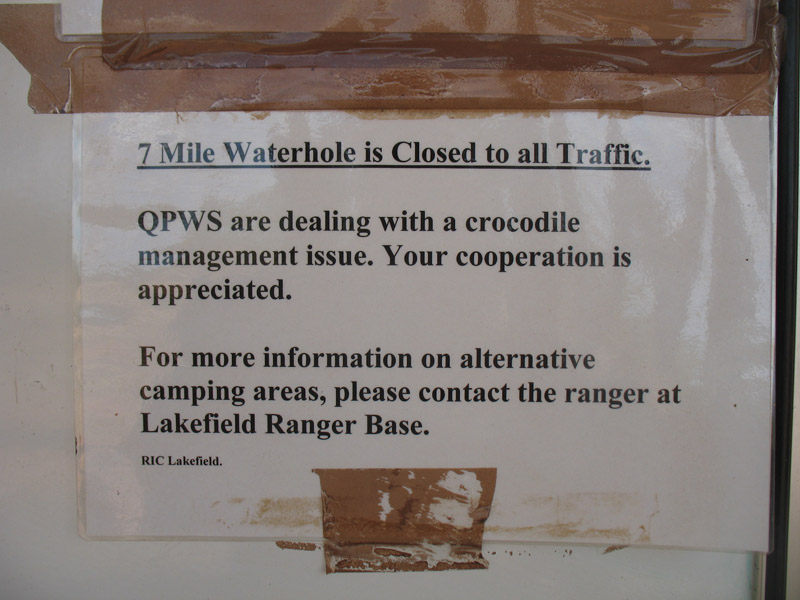 7 Mile Waterhole is Closed to all Traffic.
QPWS are dealing with a crocodile
management issue. Your cooperation is
appreciated.
For more information on alternative
camping areas, please contact the ranger at
Lakefield Ranger Base.
RIC Lakefield.